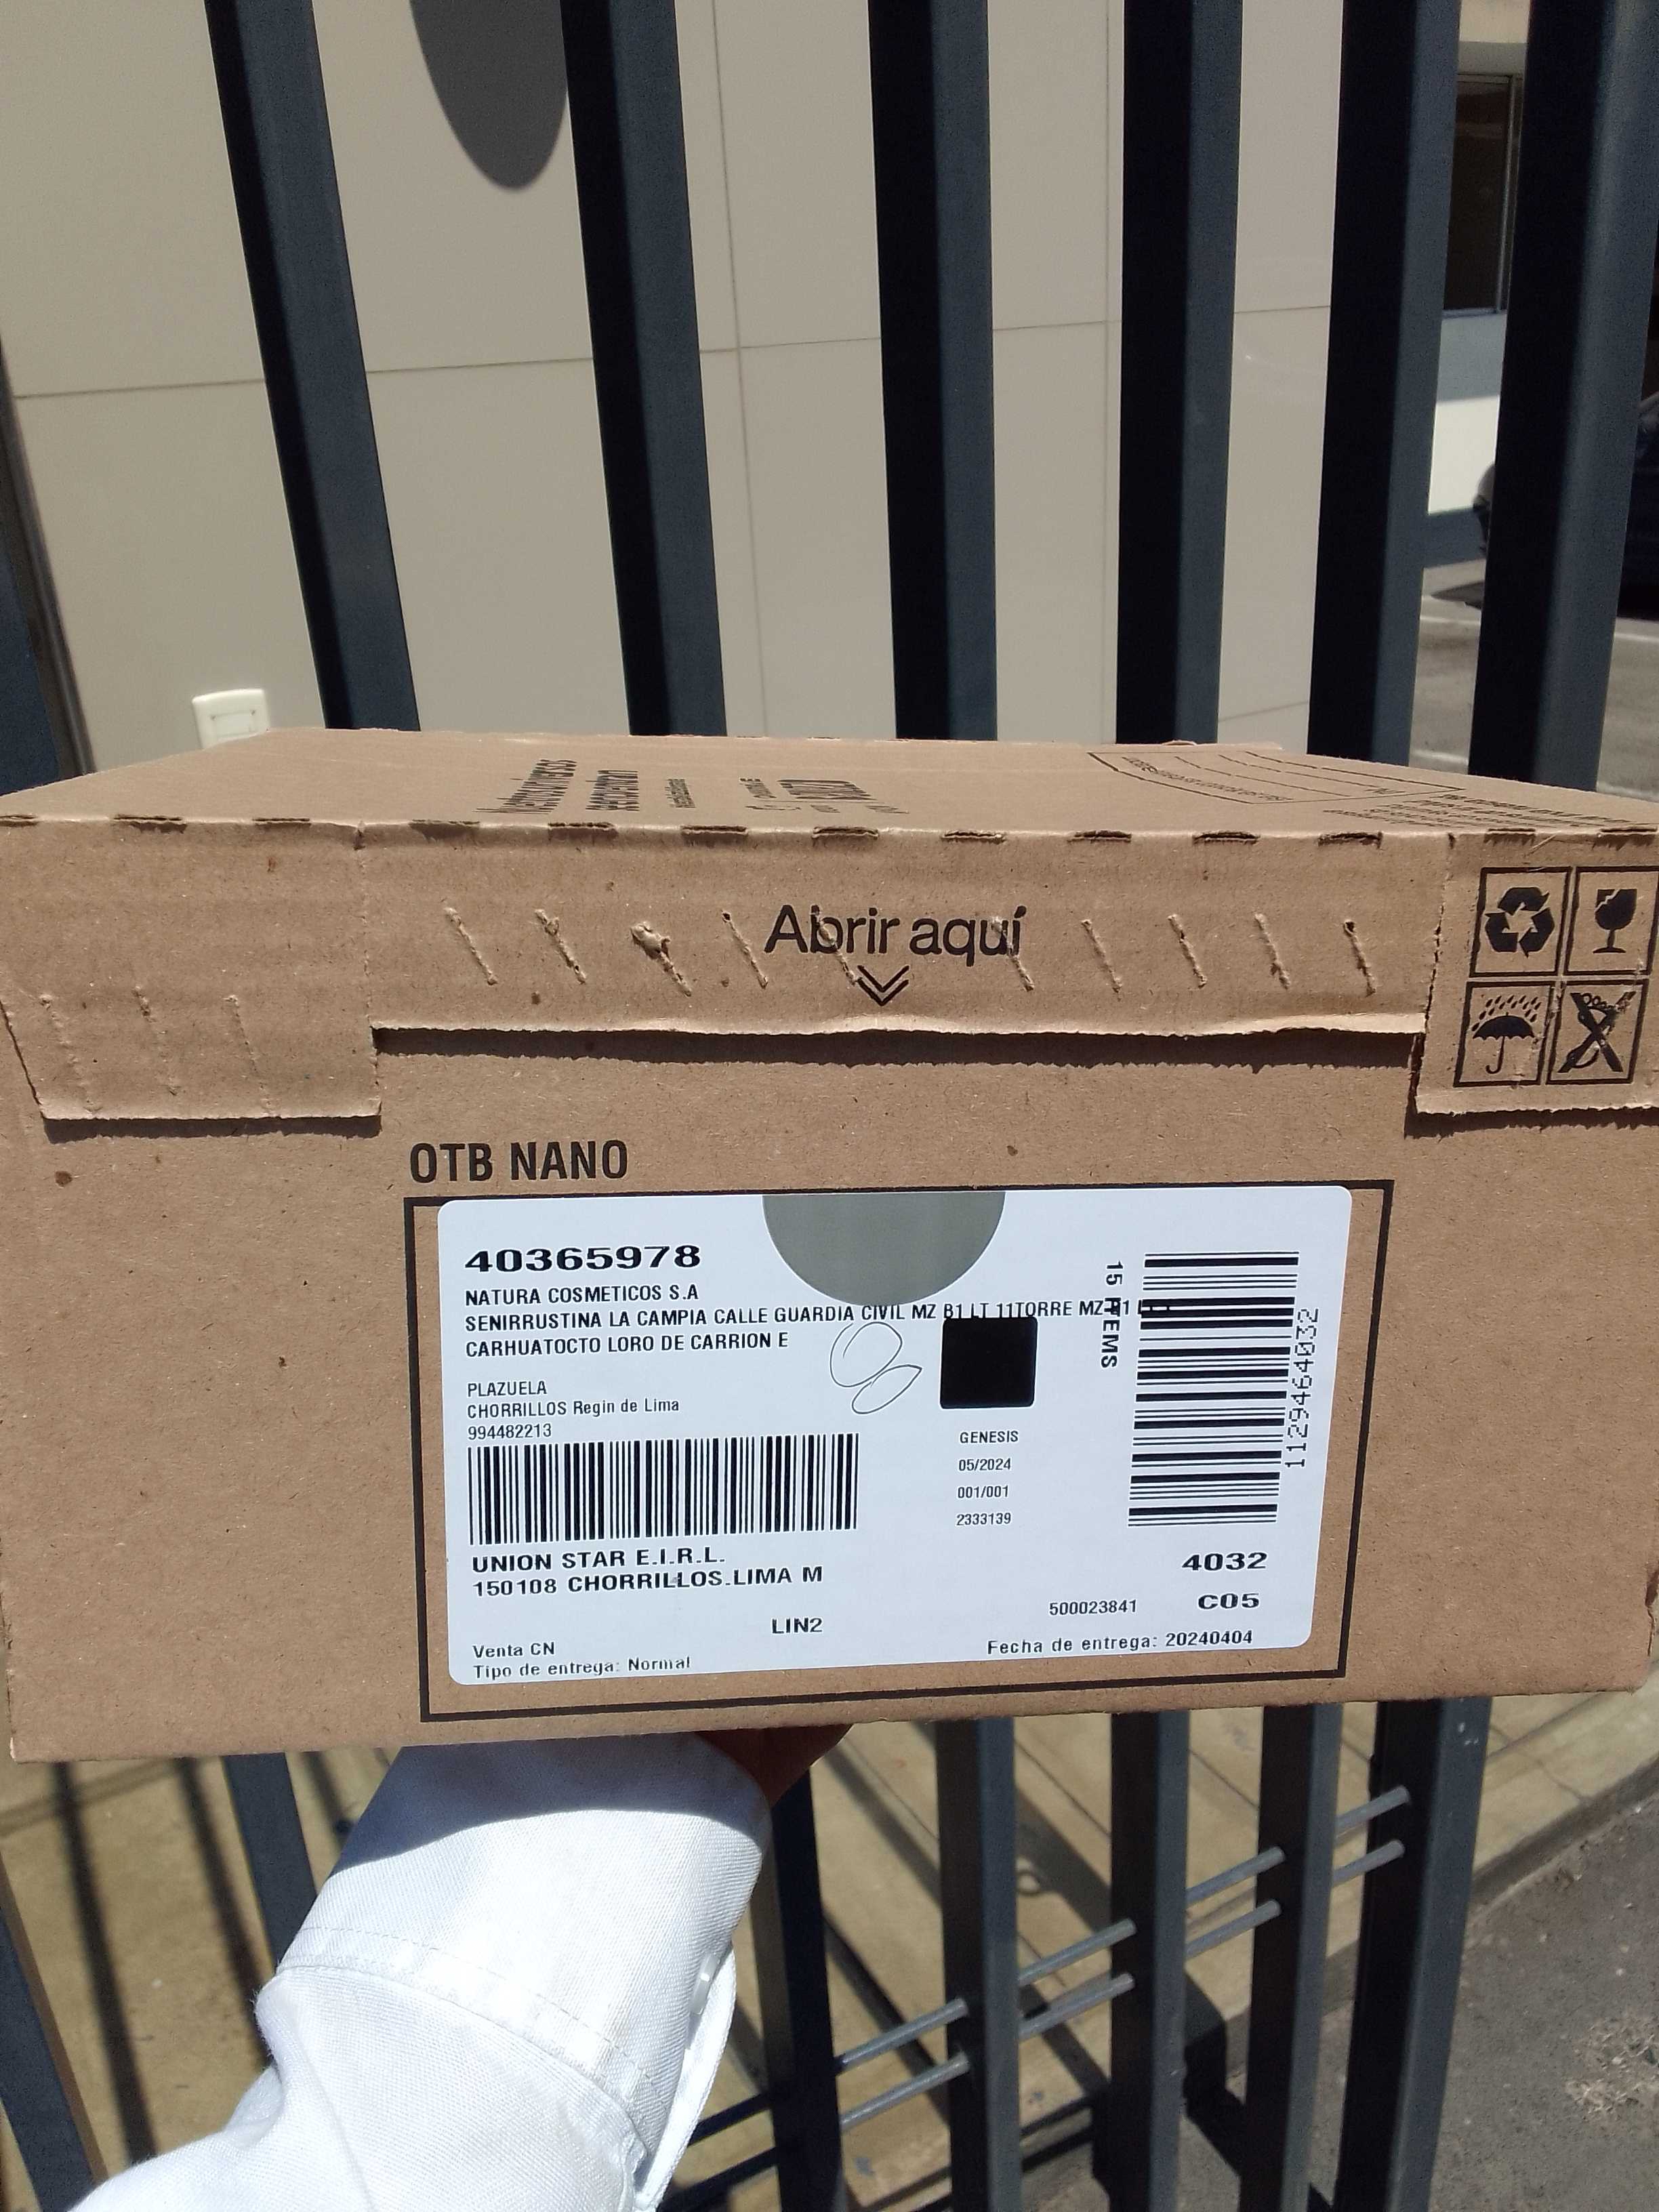 Abrir aquí
OTB NANO
40365978
NATURA COSMETICOS S.A
SENIRRUSTINA LA CAMPIA CALLE GUARDIA CIVIL MZ B1 LT 11TORRE MZ
CARHUATOCTO LORO DE CARRION E
15 ITEMS
PLAZUELA
CHORRILLOS Regin de Lima
994482213
GENESIS
05/2024
001/001
2333139
1129464032
UNION STAR E.I.R.L.
150108 CHORRILLOS.LIMA M
4032
LIN2
500023841
C05
Venta CN
Fecha de entrega: 20240404
Tipo de entrega: Normal